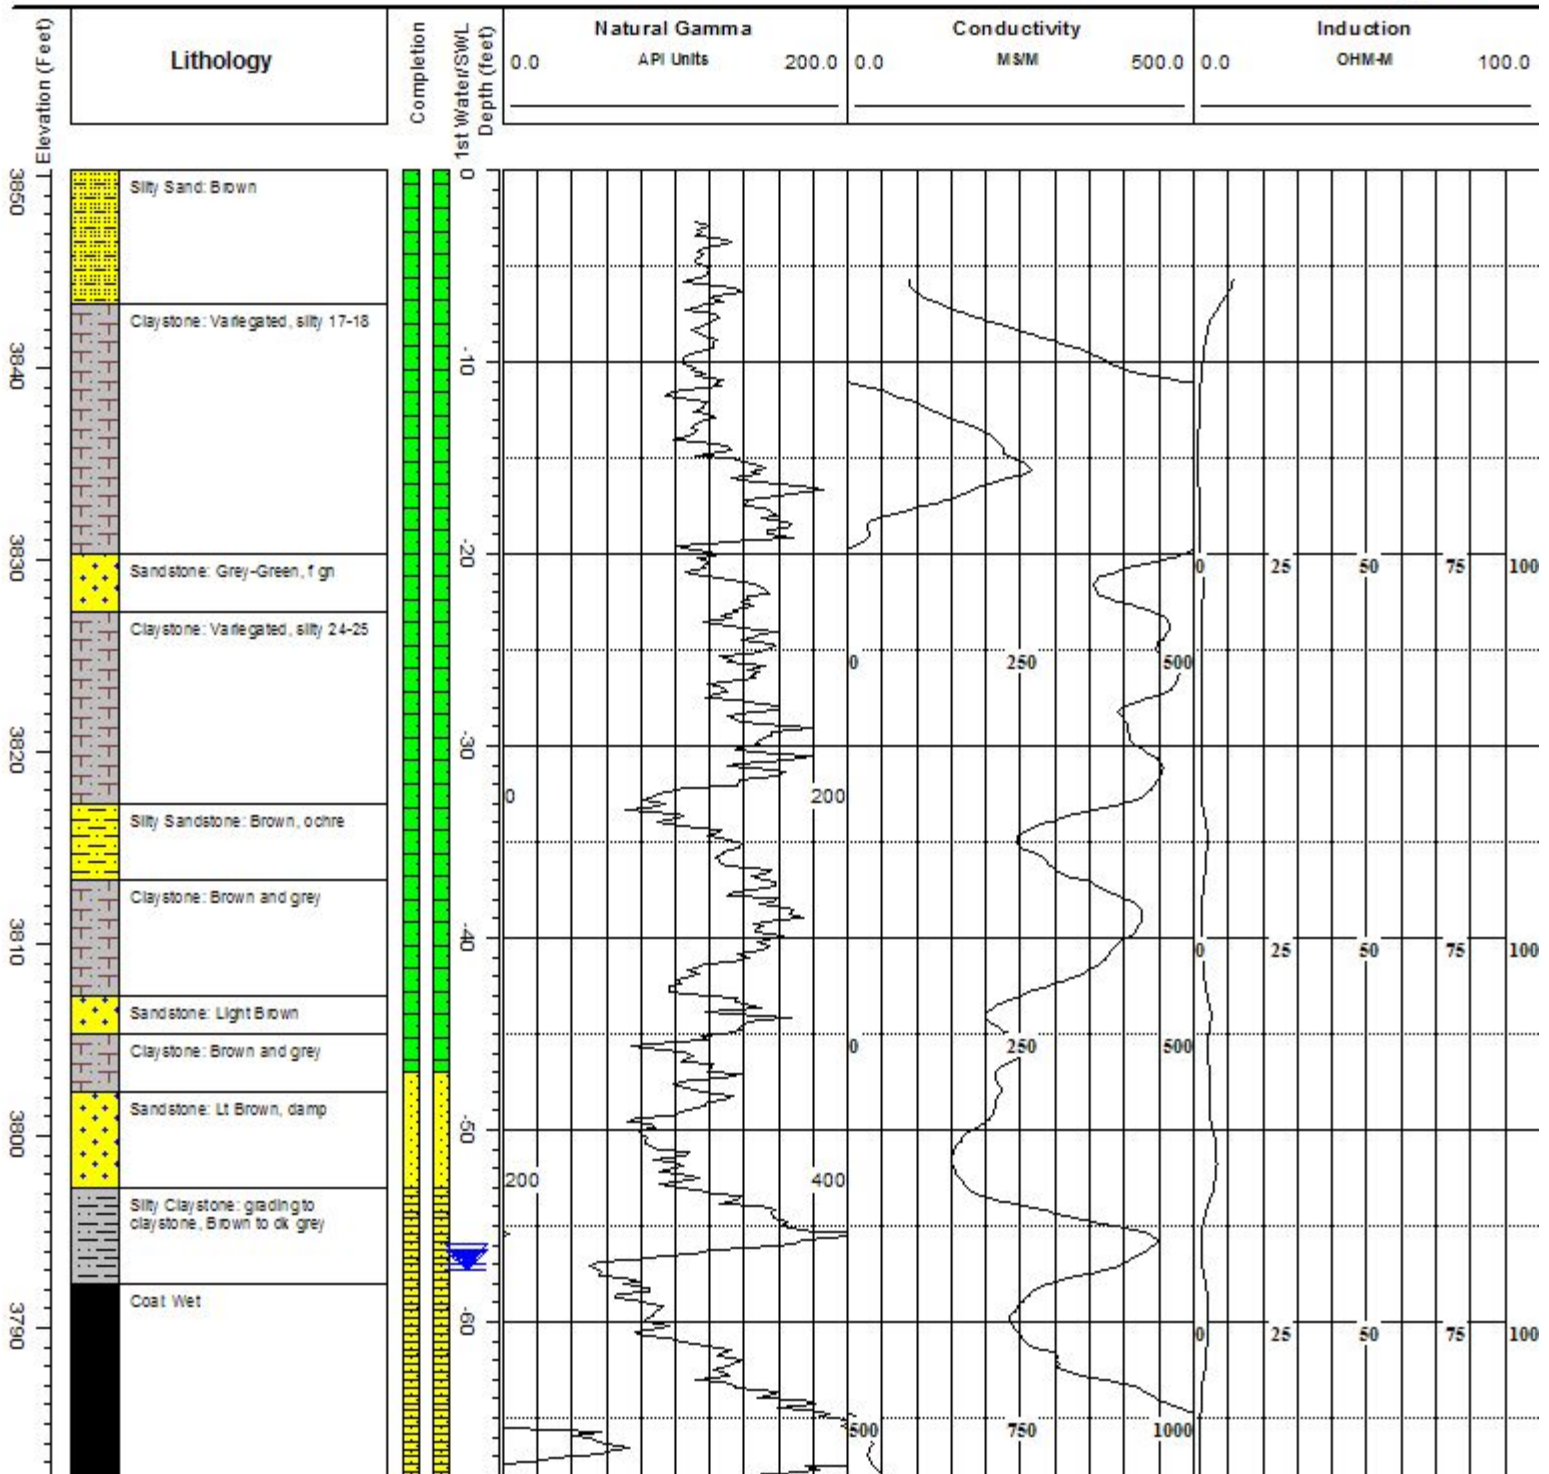 Elevation (Feet)
Lithology
Completion
1st Water/SWL
Depth (feet)
Natural Gamma
0.0 API Units 200.0
Conductivity
0.0 MS/M 500.0
Induction
0.0 OHM-M 100.0
3850
0
Silty Sand: Brown
Claystone: Variegated, silty 17-18
3840
-10
3830
-20
Sandstone: Grey-Green, f gn
0 25 50 75 100
Claystone: Variegated, silty 24-25
0 250 500
3820
-30
0 200
Silty Sandstone: Brown, ochre
Claystone: Brown and grey
3810
-40
0 25 50 75 100
Sandstone: Light Brown
Claystone: Brown and grey
0 250 500
Sandstone: Lt Brown, damp
3800
-50
200 400
Silty Claystone: grading to
claystone, Brown to dk grey
Coal: Wet
3790
-60
0 25 50 75 100
500 750 1000